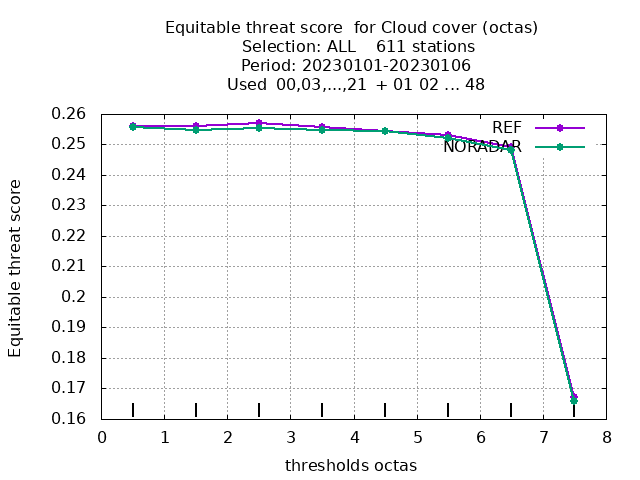 Equitable threat score  for Cloud cover (octas)
Selection: ALL    611 stations
Period: 20230101-20230106
Used  00,03,...,21  + 01 02 ... 48
REF
NORADAR
0.26
0.25
0.24
0.23
0.22
0.21
0.2
0.19
0.18
0.17
0.16
Equitable threat score
0 1 2 3 4 5 6 7 8
thresholds octas